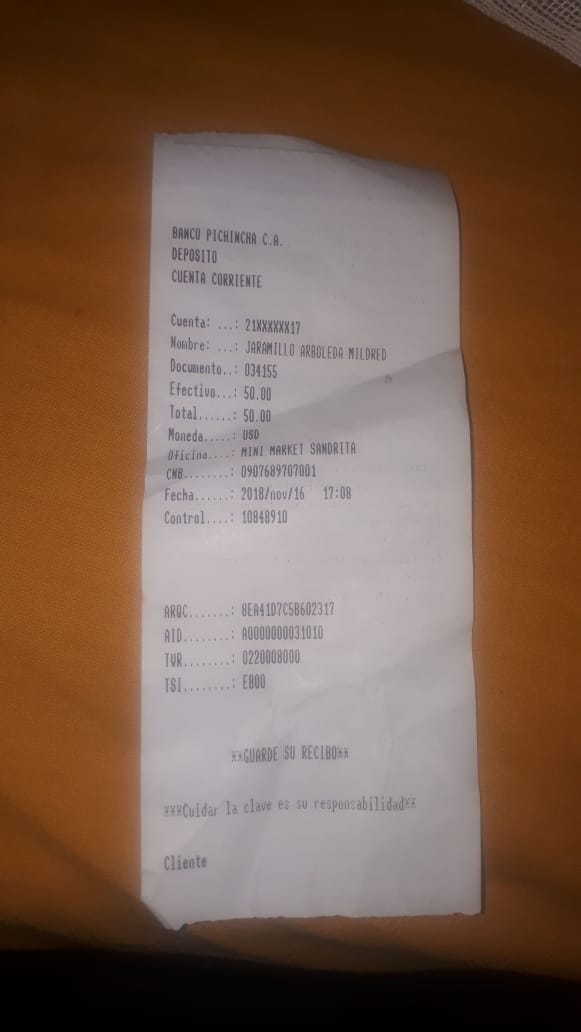 BANCO PICHINCHA C.A.
DEPOSITO
CUENTA CORRIENTE
Cuenta: ...: 21XXXXXX17
Nombre: ...: JARAMILLO ARBOLEDA MILDRED
Documento..: 034155
Efectivo...: 50.00
Total......: 50.00
Moneda.....: USD
Oficina....: MINI MARKET SANDRITA
CNB........: 0907689707001
Fecha......: 2018/nov/16 17:08
Control....: 10848910
ARQC.......: 8EA41D7C5B602317
AID........: A0000000031010
TVR........: 0220008000
TSI........: E800
**GUARDE SU RECIBO**
***Cuidar la clave es su responsabilidad**
Cliente